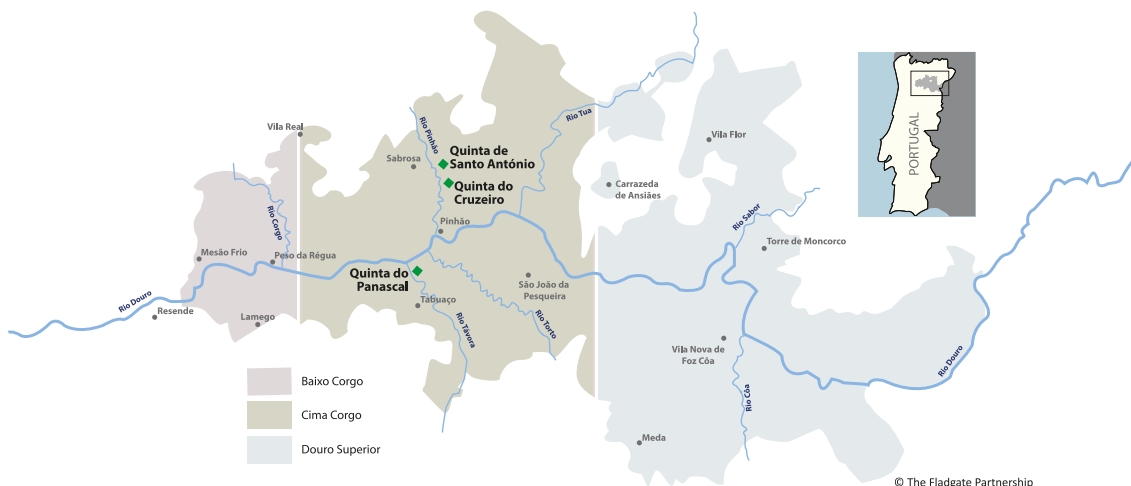 Vila Real
Rio Pinhão
Rio Tua
Vila Flor
PORTUGAL
Sabrosa
Quinta de
Santo António
Quinta do
Cruzeiro
Carrazeda
de Ansiães
Rio Corgo
Pinhão
Rio Sabor
Torre de Moncorco
Mesão Frio
Peso da Régua
Quinta do
Panascal
São João da
Pesqueira
Rio Douro
Resende
Lamego
Tabuaço
Rio Távora
Rio Torto
Vila Nova de
Foz Côa
Rio Douro
Rio Côa
Baixo Corgo
Cima Corgo
Douro Superior
Meda
© The Fladgate Partnership